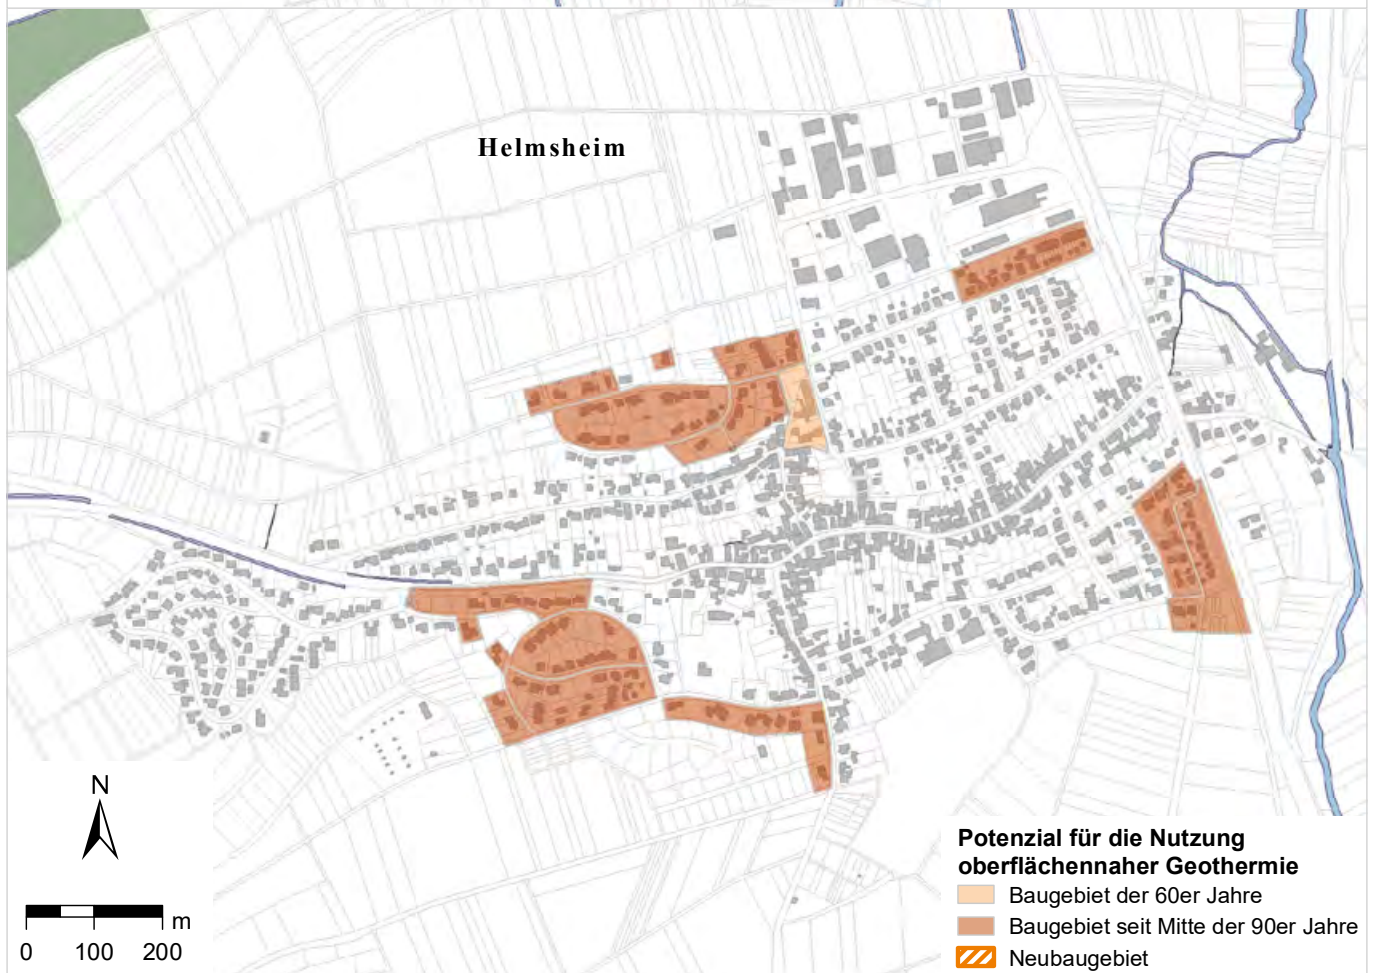 Helmsheim
N
m
0 100 200
Potenzial für die Nutzung
oberflächennaher Geothermie
Baugebiet der 60er Jahre
Baugebiet seit Mitte der 90er Jahre
Neubaugebiet